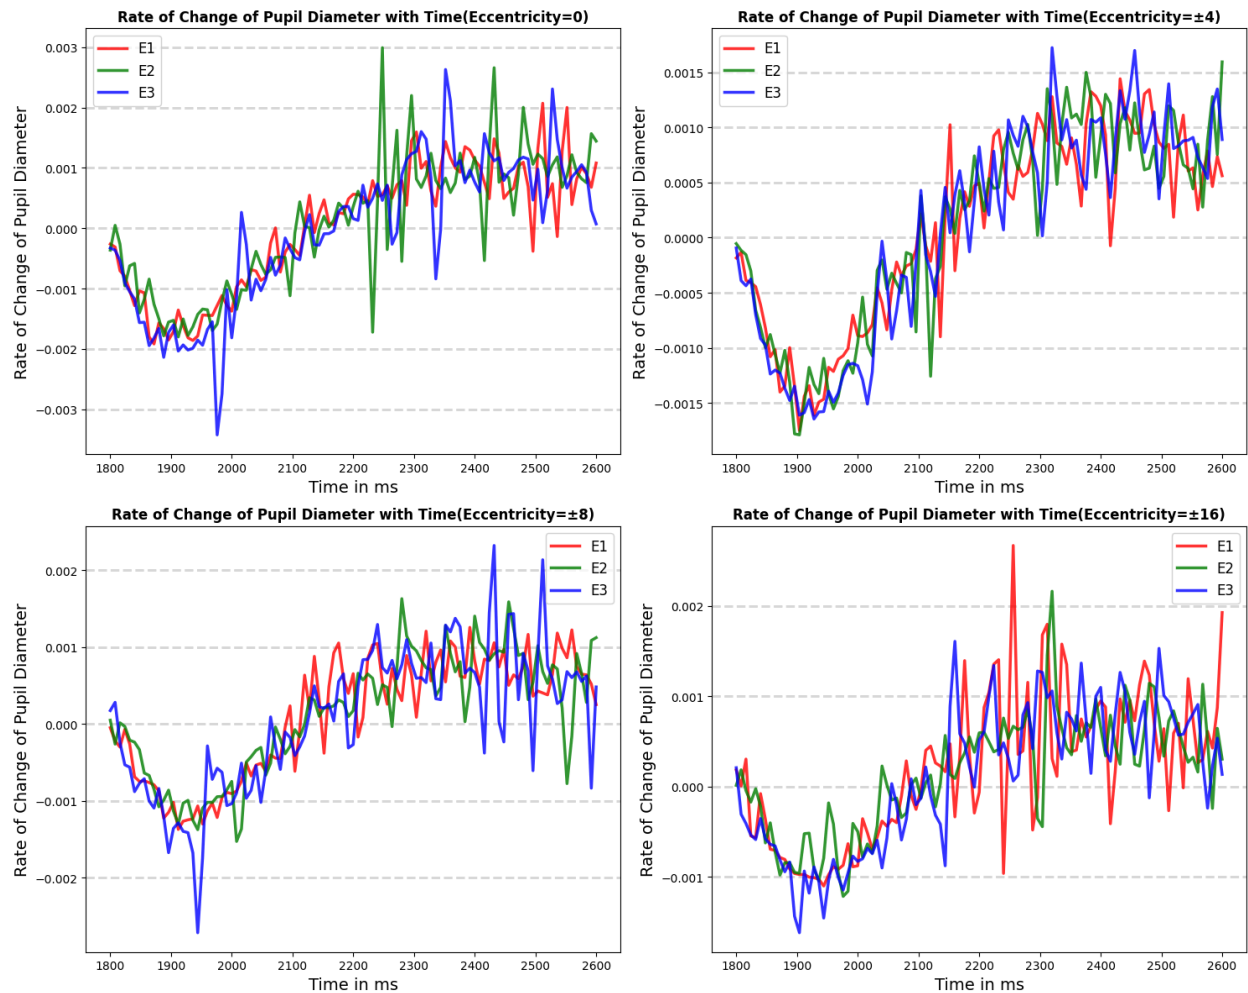 Rate of Change of Pupil Diameter with Time(Eccentricity=0)
Rate of Change of Pupil Diameter
0.003
0.002
0.001
0.000
−0.001
−0.002
−0.003
E1
E2
E3
1800 1900 2000 2100 2200 2300 2400 2500 2600
Time in ms
Rate of Change of Pupil Diameter with Time(Eccentricity=±4)
Rate of Change of Pupil Diameter
0.0015
0.0010
0.0005
0.0000
−0.0005
−0.0010
−0.0015
E1
E2
E3
1800 1900 2000 2100 2200 2300 2400 2500 2600
Time in ms
Rate of Change of Pupil Diameter with Time(Eccentricity=±8)
Rate of Change of Pupil Diameter
0.002
0.001
0.000
−0.001
−0.002
E1
E2
E3
1800 1900 2000 2100 2200 2300 2400 2500 2600
Time in ms
Rate of Change of Pupil Diameter with Time(Eccentricity=±16)
Rate of Change of Pupil Diameter
0.002
0.001
0.000
−0.001
E1
E2
E3
1800 1900 2000 2100 2200 2300 2400 2500 2600
Time in ms